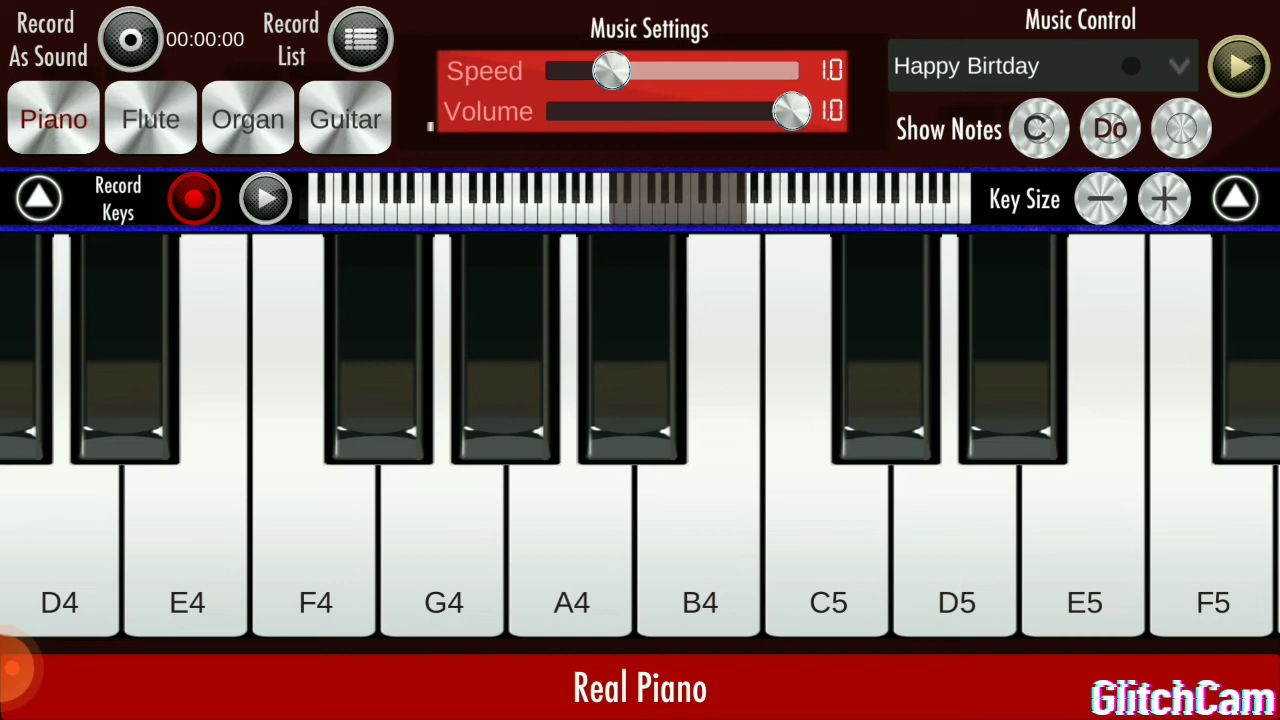 Record
As Sound
00:00:00
Record
List
Music Settings
Music Control
Speed
1.0
Volume
1.0
Happy Birtday
Piano
Flute
Organ
Guitar
Show Notes
C
Do
Record
Keys
Key Size
D4
E4
F4
G4
A4
B4
C5
D5
E5
F5
Real Piano
GlitchCam